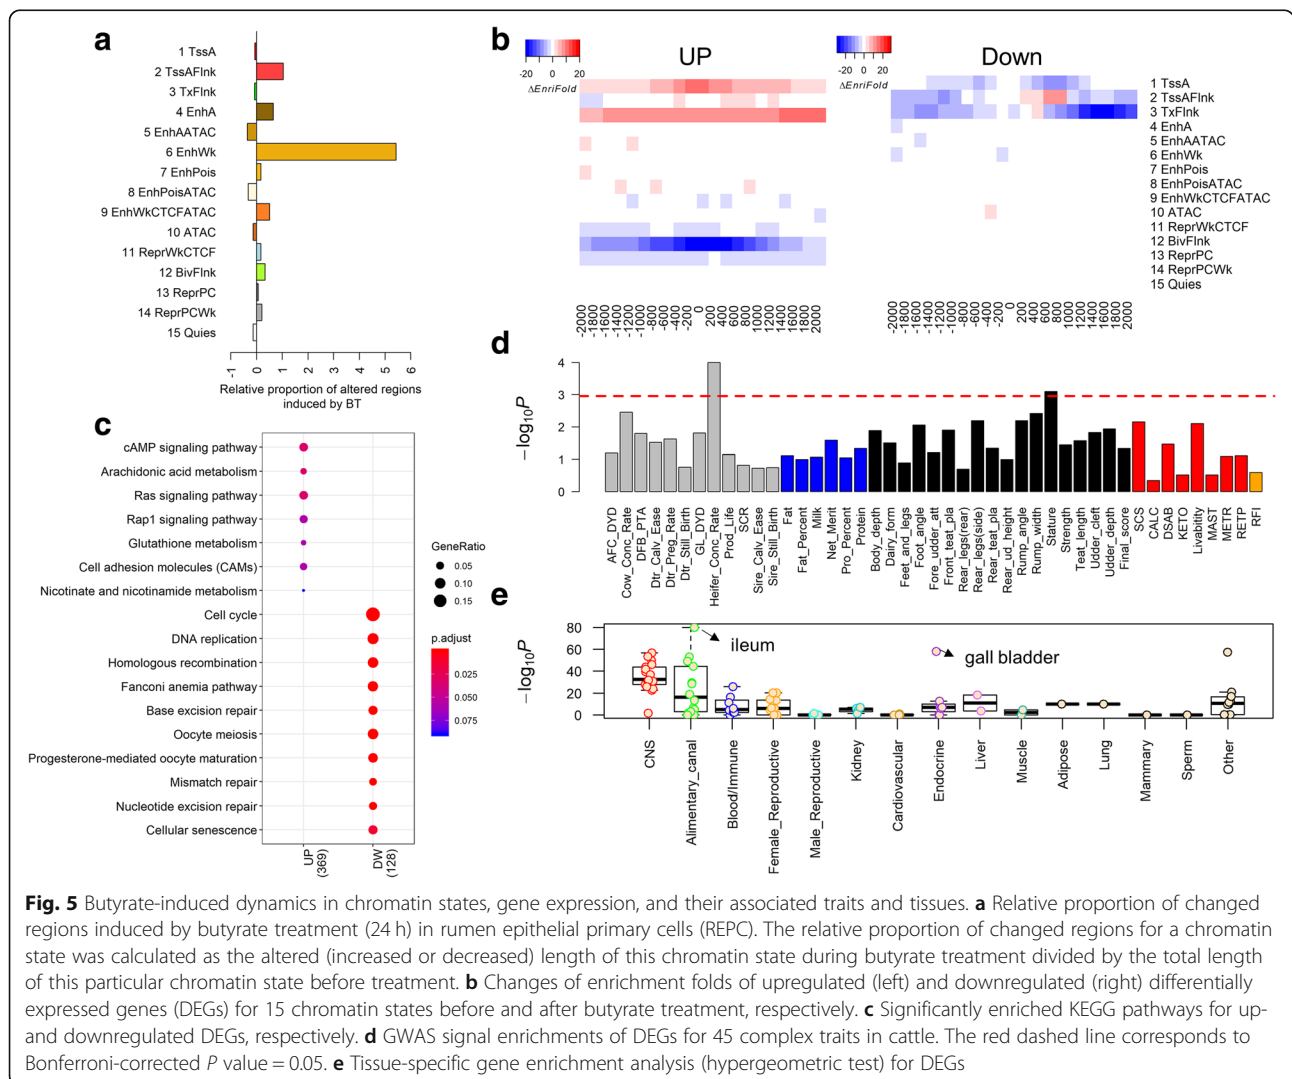 a
1 TssA
2 TssAFlnk
3 TxFlnk
4 EnhA
5 EnhAATAC
6 EnhWk
7 EnhPois
8 EnhPoisATAC
9 EnhWkCTCFATAC
10 ATAC
11 ReprWkCTCF
12 BivFlnk
13 ReprPC
14 ReprPCWk
15 Quies
-1 0 1 2 3 4 5 6
Relative proportion of altered regions
induced by BT
b
-20 0 20
ΔEnriFold
UP
-20 0 20
ΔEnriFold
Down
1 TssA
2 TssAFlnk
3 TxFlnk
4 EnhA
5 EnhAATAC
6 EnhWk
7 EnhPois
8 EnhPoisATAC
9 EnhWkCTCFATAC
10 ATAC
11 ReprWkCTCF
12 BivFlnk
13 ReprPC
14 ReprPCWk
15 Quies
-2000 -1800 -1600 -1400 -1200 -1000 -800 -600 -400 -200 0 200 400 600 800 1000 1200 1400 1600 1800 2000
-2000 -1800 -1600 -1400 -1200 -1000 -800 -600 -400 -200 0 200 400 600 800 1000 1200 1400 1600 1800 2000
c
cAMP signaling pathway
Arachidonic acid metabolism
Ras signaling pathway
Rap1 signaling pathway
Glutathione metabolism
Cell adhesion molecules (CAMs)
Nicotinate and nicotinamide metabolism
Cell cycle
DNA replication
Homologous recombination
Fanconi anemia pathway
Base excision repair
Oocyte meiosis
Progesterone-mediated oocyte maturation
Mismatch repair
Nucleotide excision repair
Cellular senescence
UP
(369)
DW
(128)
GeneRatio
0.05
0.10
0.15
p.adjust
0.025
0.050
0.075
d
−log10P
4
3
2
1
0
AFC_DYD
Cow_Conc_Rate
DFB_PTA
Dtr_Calv_Ease
Dtr_Preg_Rate
Dtr_Still_Birth
GL_DYD
Heifer_Conc_Rate
Prod_Life
SCR
Sire_Calv_Ease
Sire_Still_Birth
Fat
Fat_Percent
Milk
Net_Merit
Pro_Percent
Protein
Body_depth
Dairy_form
Feet_and_legs
Foot_angle
Fore_udder_att
Front_teat_pla
Rear_legs(rear)
Rear_legs(side)
Rear_teat_pla
Rear_ud_height
Rump_angle
Rump_width
Stature
Strength
Teat_length
Udder_cleft
Udder_depth
Final_score
SCS
CALC
DSAB
KETO
Livability
MAST
METR
RETP
RFI
e
−log10P
80
60
40
20
0
ileum
gall bladder
CNS
Alimentary_canal
Blood/Immune
Female_Reproductive
Male_Reproductive
Kidney
Cardiovascular
Endocrine
Liver
Muscle
Adipose
Lung
Mammary
Sperm
Other
Fig. 5 Butyrate-induced dynamics in chromatin states, gene expression, and their associated traits and tissues. a Relative proportion of changed
regions induced by butyrate treatment (24 h) in rumen epithelial primary cells (REPC). The relative proportion of changed regions for a chromatin
state was calculated as the altered (increased or decreased) length of this chromatin state during butyrate treatment divided by the total length
of this particular chromatin state before treatment. b Changes of enrichment folds of upregulated (left) and downregulated (right) differentially
expressed genes (DEGs) for 15 chromatin states before and after butyrate treatment, respectively. c Significantly enriched KEGG pathways for up-
and downregulated DEGs, respectively. d GWAS signal enrichments of DEGs for 45 complex traits in cattle. The red dashed line corresponds to
Bonferroni-corrected P value = 0.05. e Tissue-specific gene enrichment analysis (hypergeometric test) for DEGs